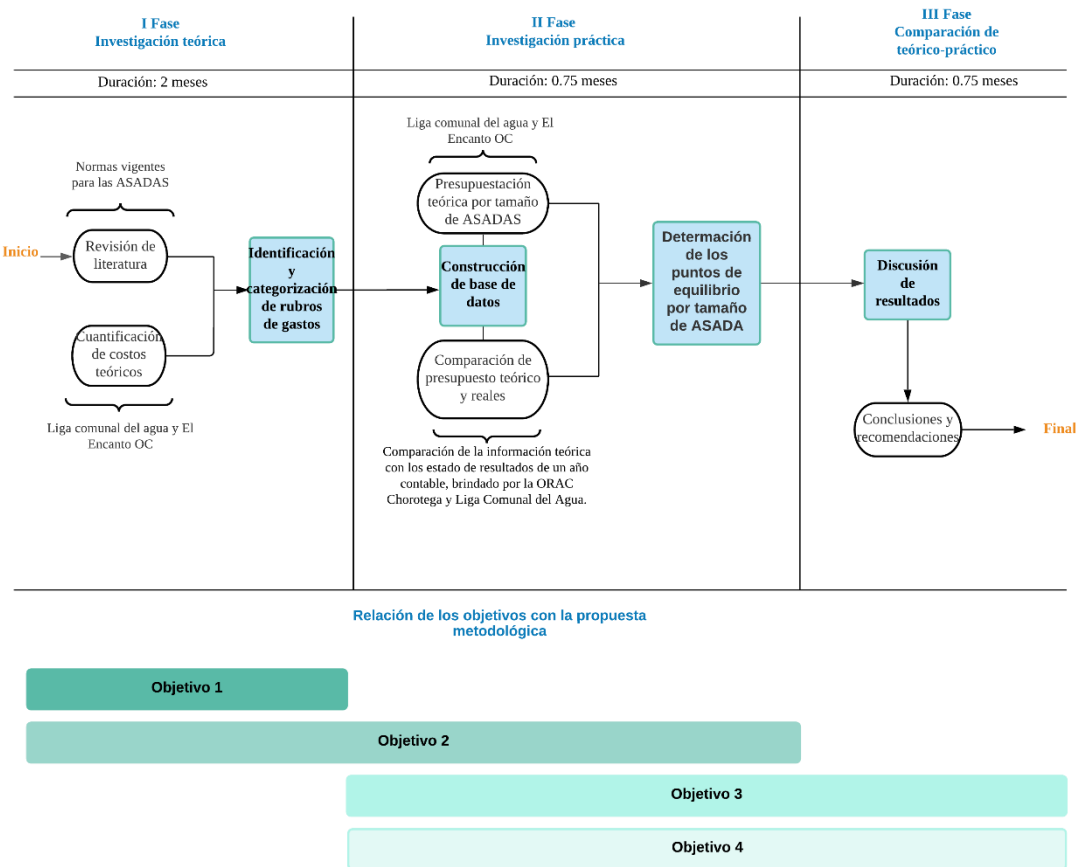 I Fase
Investigación teórica
II Fase
Investigación práctica
III Fase
Comparación de
teórico-práctico
Duración: 2 meses
Duración: 0.75 meses
Duración: 0.75 meses
Normas vigentes
para las ASADAS
Inicio
Revisión de
literatura
Cuantificación
de costos
teóricos
Liga comunal del agua y El
Encanto OC
Identificación
y
categorización
de rubros
de gastos
Liga comunal del agua y El
Encanto OC
Presupuestación
teórica por tamaño
de ASADAS
Construcción
de base de
datos
Comparación de
presupuesto teórico
y reales
Comparación de la información teórica
con los estado de resultados de un año
contable, brindado por la ORAC
Chorotega y Liga Comunal del Agua.
Determación
de los
puntos de
equilibrio
por tamaño
de ASADA
Discusión
de
resultados
Conclusiones y
recomendaciones
Final
Relación de los objetivos con la propuesta
metodológica
Objetivo 1
Objetivo 2
Objetivo 3
Objetivo 4